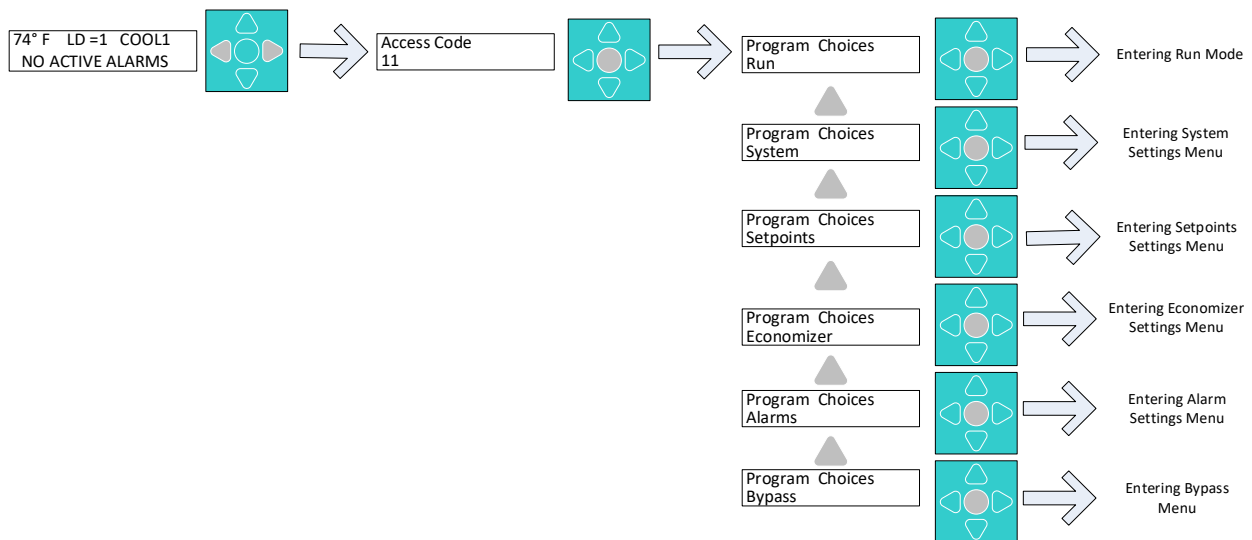 74° F LD =1 COOL1
NO ACTIVE ALARMS
Access Code
11
Program Choices
Run
Entering Run Mode
Program Choices
System
Entering System
Settings Menu
Program Choices
Setpoints
Entering Setpoints
Settings Menu
Program Choices
Economizer
Entering Economizer
Settings Menu
Program Choices
Alarms
Entering Alarm
Settings Menu
Program Choices
Bypass
Entering Bypass
Menu